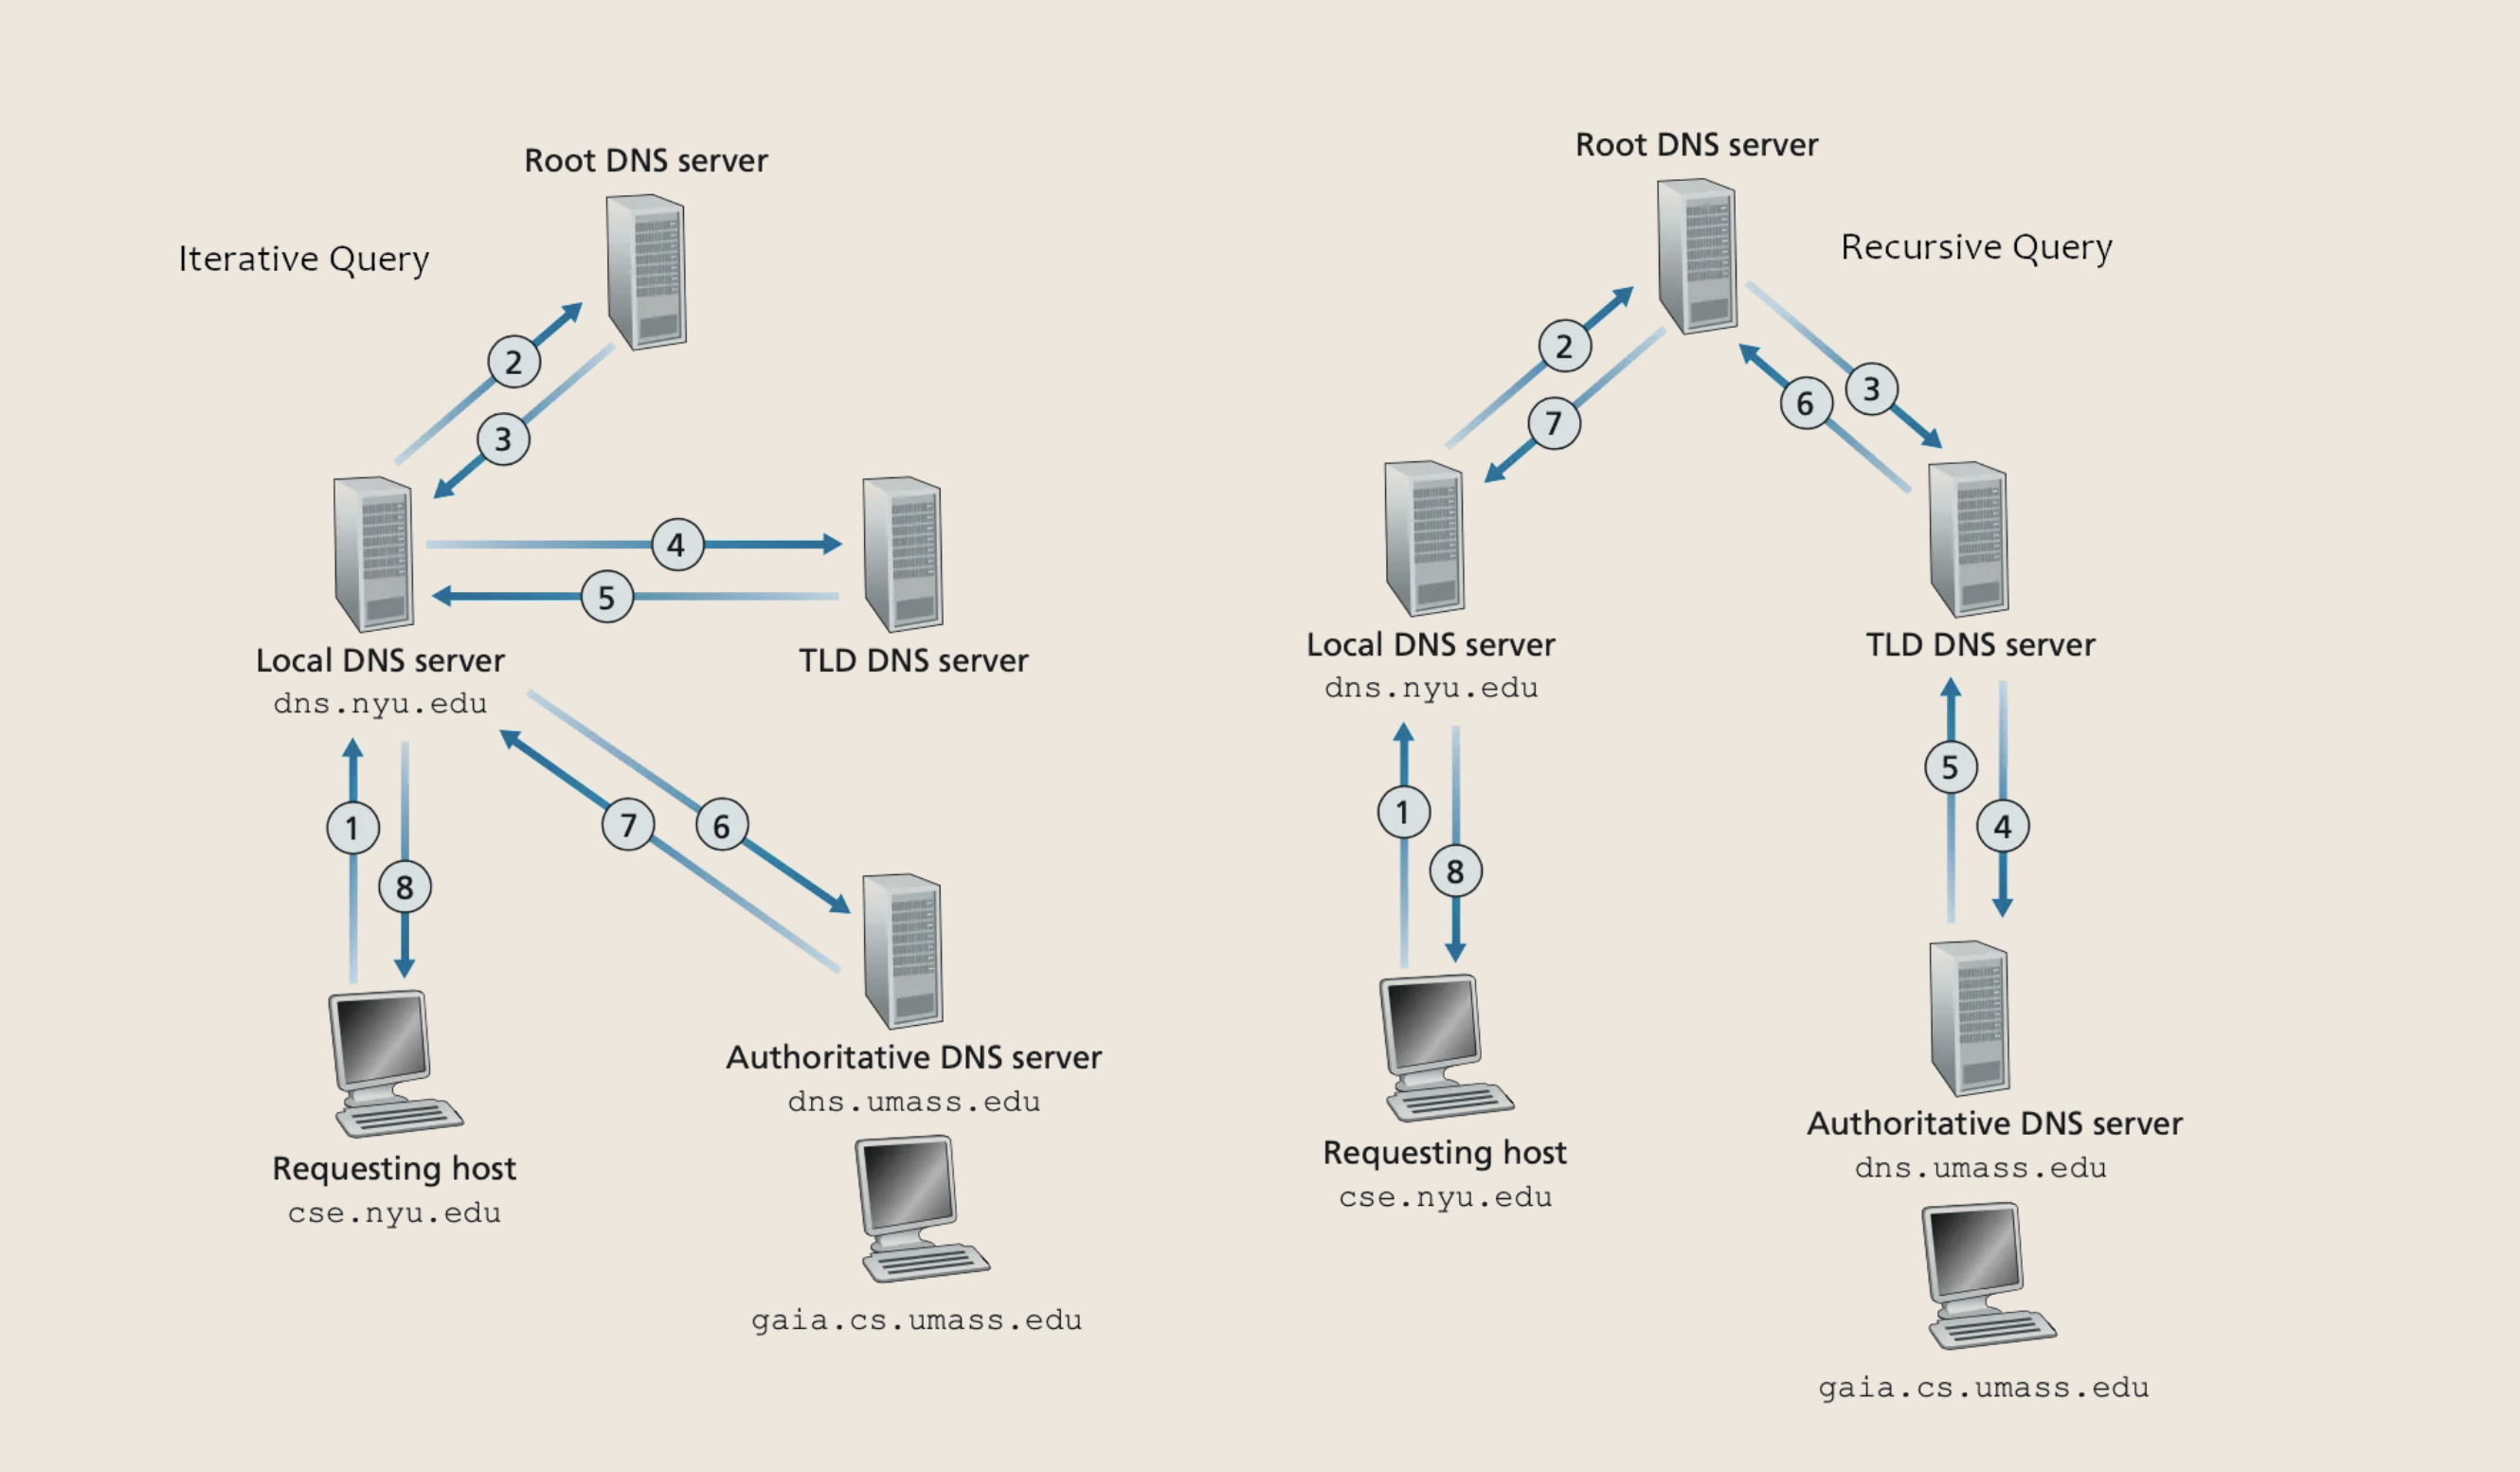 Root DNS server
Iterative Query
2
3
4
5
Local DNS server
dns.nyu.edu
TLD DNS server
1
8
7
6
Authoritative DNS server
dns.umass.edu
Requesting host
cse.nyu.edu
gaia.cs.umass.edu
Root DNS server
Recursive Query
2
7
6
3
Local DNS server
dns.nyu.edu
TLD DNS server
1
8
5
4
Authoritative DNS server
dns.umass.edu
Requesting host
cse.nyu.edu
gaia.cs.umass.edu